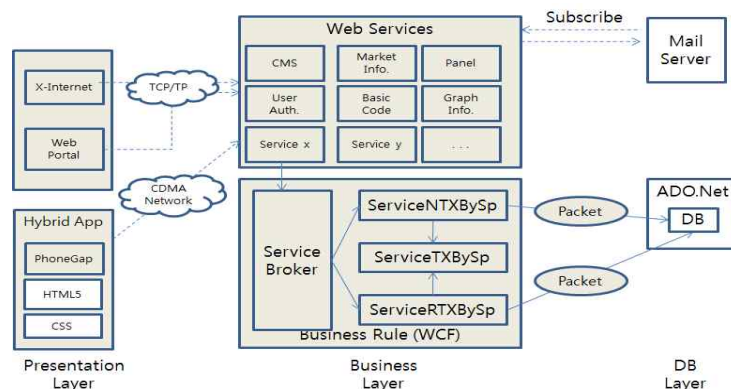 Web Services
CMS
Market
Info.
Panel
User
Auth.
Basic
Code
Graph
Info.
Service x
Service y
. . .
Subscribe
Mail
Server
X-Internet
Web
Portal
TCP/TP
CDMA
Network
Hybrid App
PhoneGap
HTML5
CSS
Service
Broker
ServiceNTXBySp
ServiceTXBySp
ServiceRTXBySp
Business Rule (WCF)
Packet
Packet
ADO.Net
DB
Presentation
Layer
Business
Layer
DB
Layer